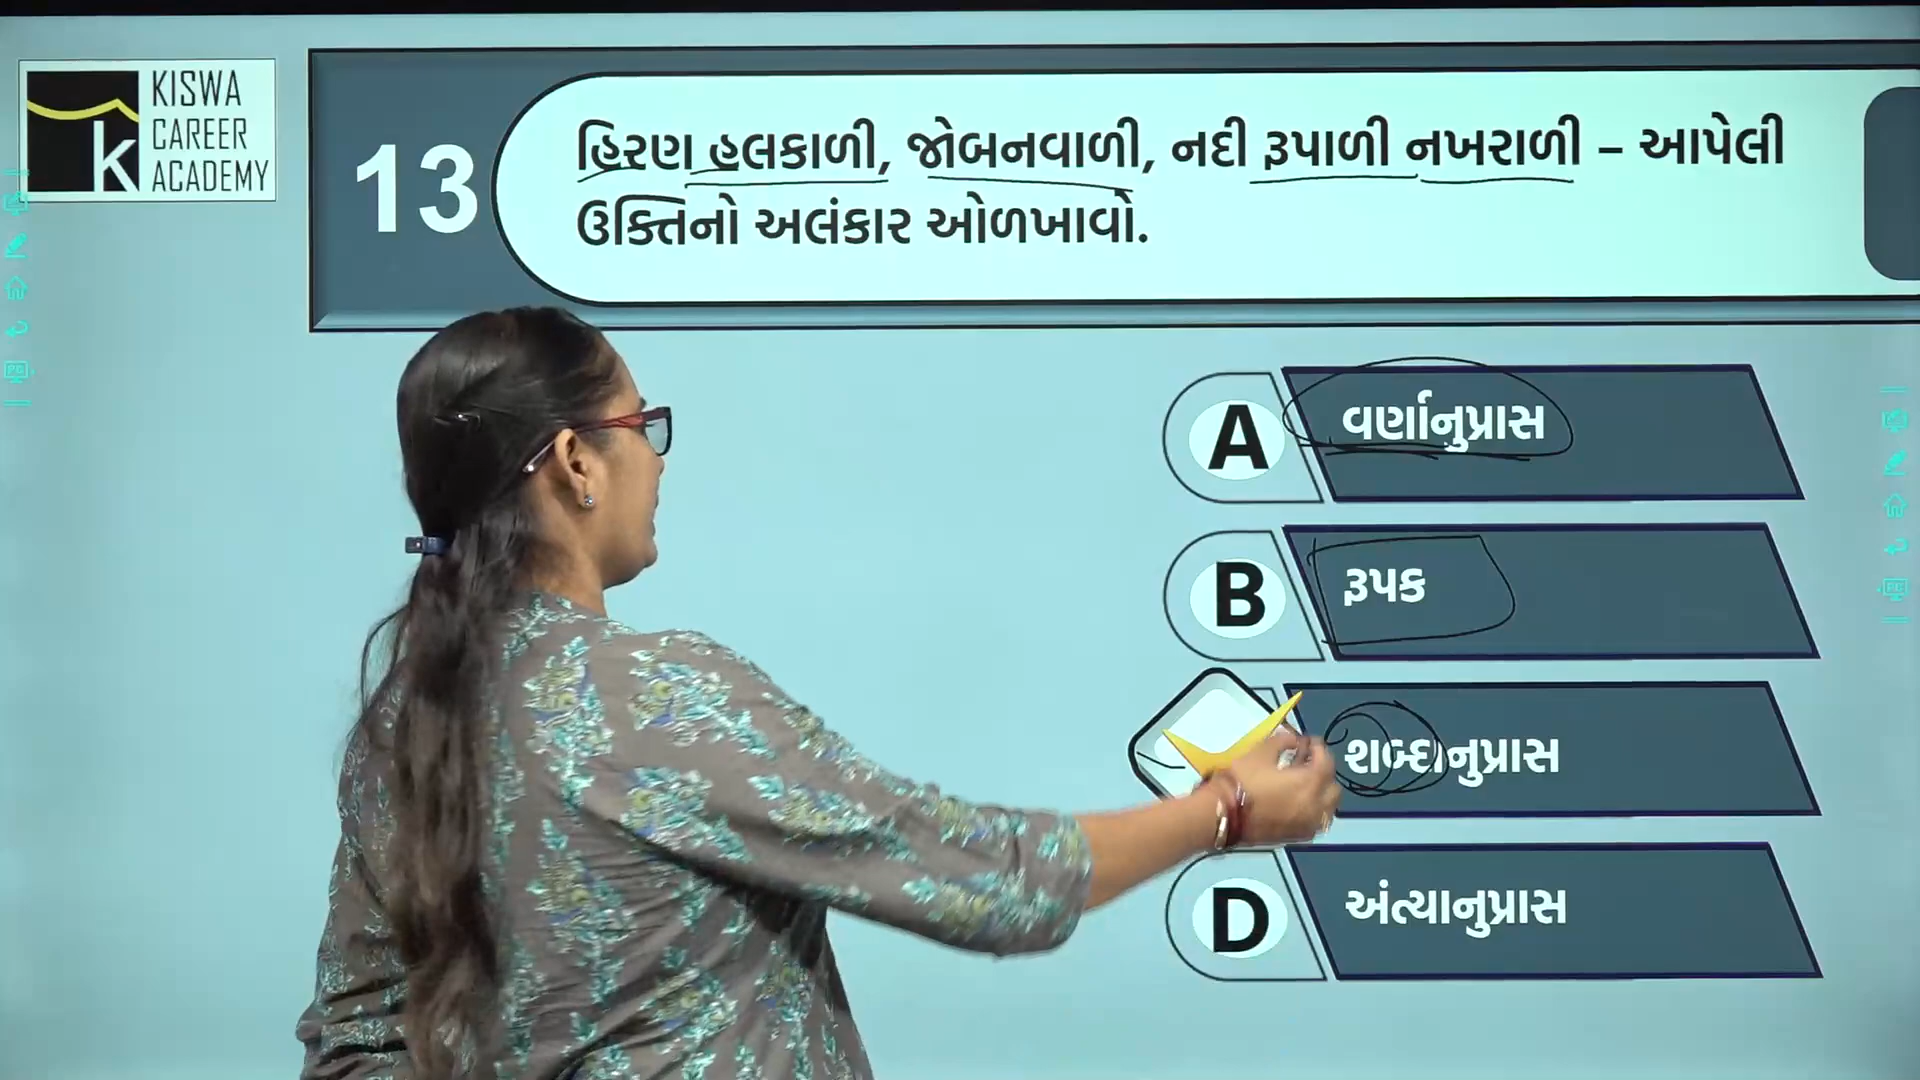 KISWA
CAREER
ACADEMY
k
13
હિરણ હલકાળી, જોબનવાળી, નદી રૂપાળી નખરાળી – આપેલી
ઉક્તિનો અલંકાર ઓળખાવો.
A
વર્ણાનુપ્રાસ
B
રૂપક
શબ્દાનુપ્રાસ
D
અંત્યાનુપ્રાસ